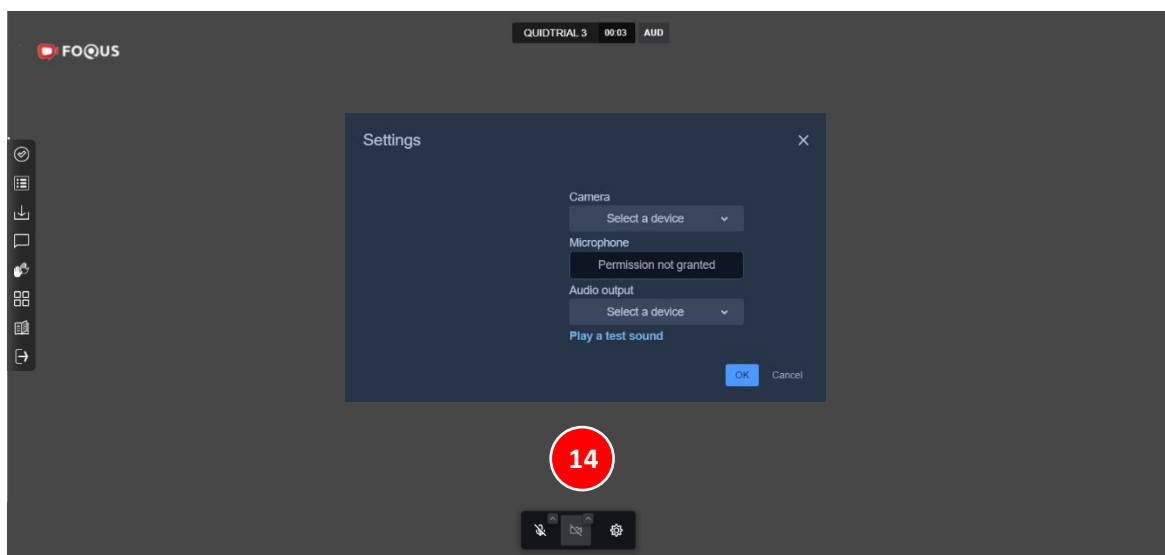 QUIDTRIAL 3 00:03 AUD
FOQUS
Settings
Camera
Select a device
Microphone
Permission not granted
Audio output
Select a device
Play a test sound
OK Cancel
14